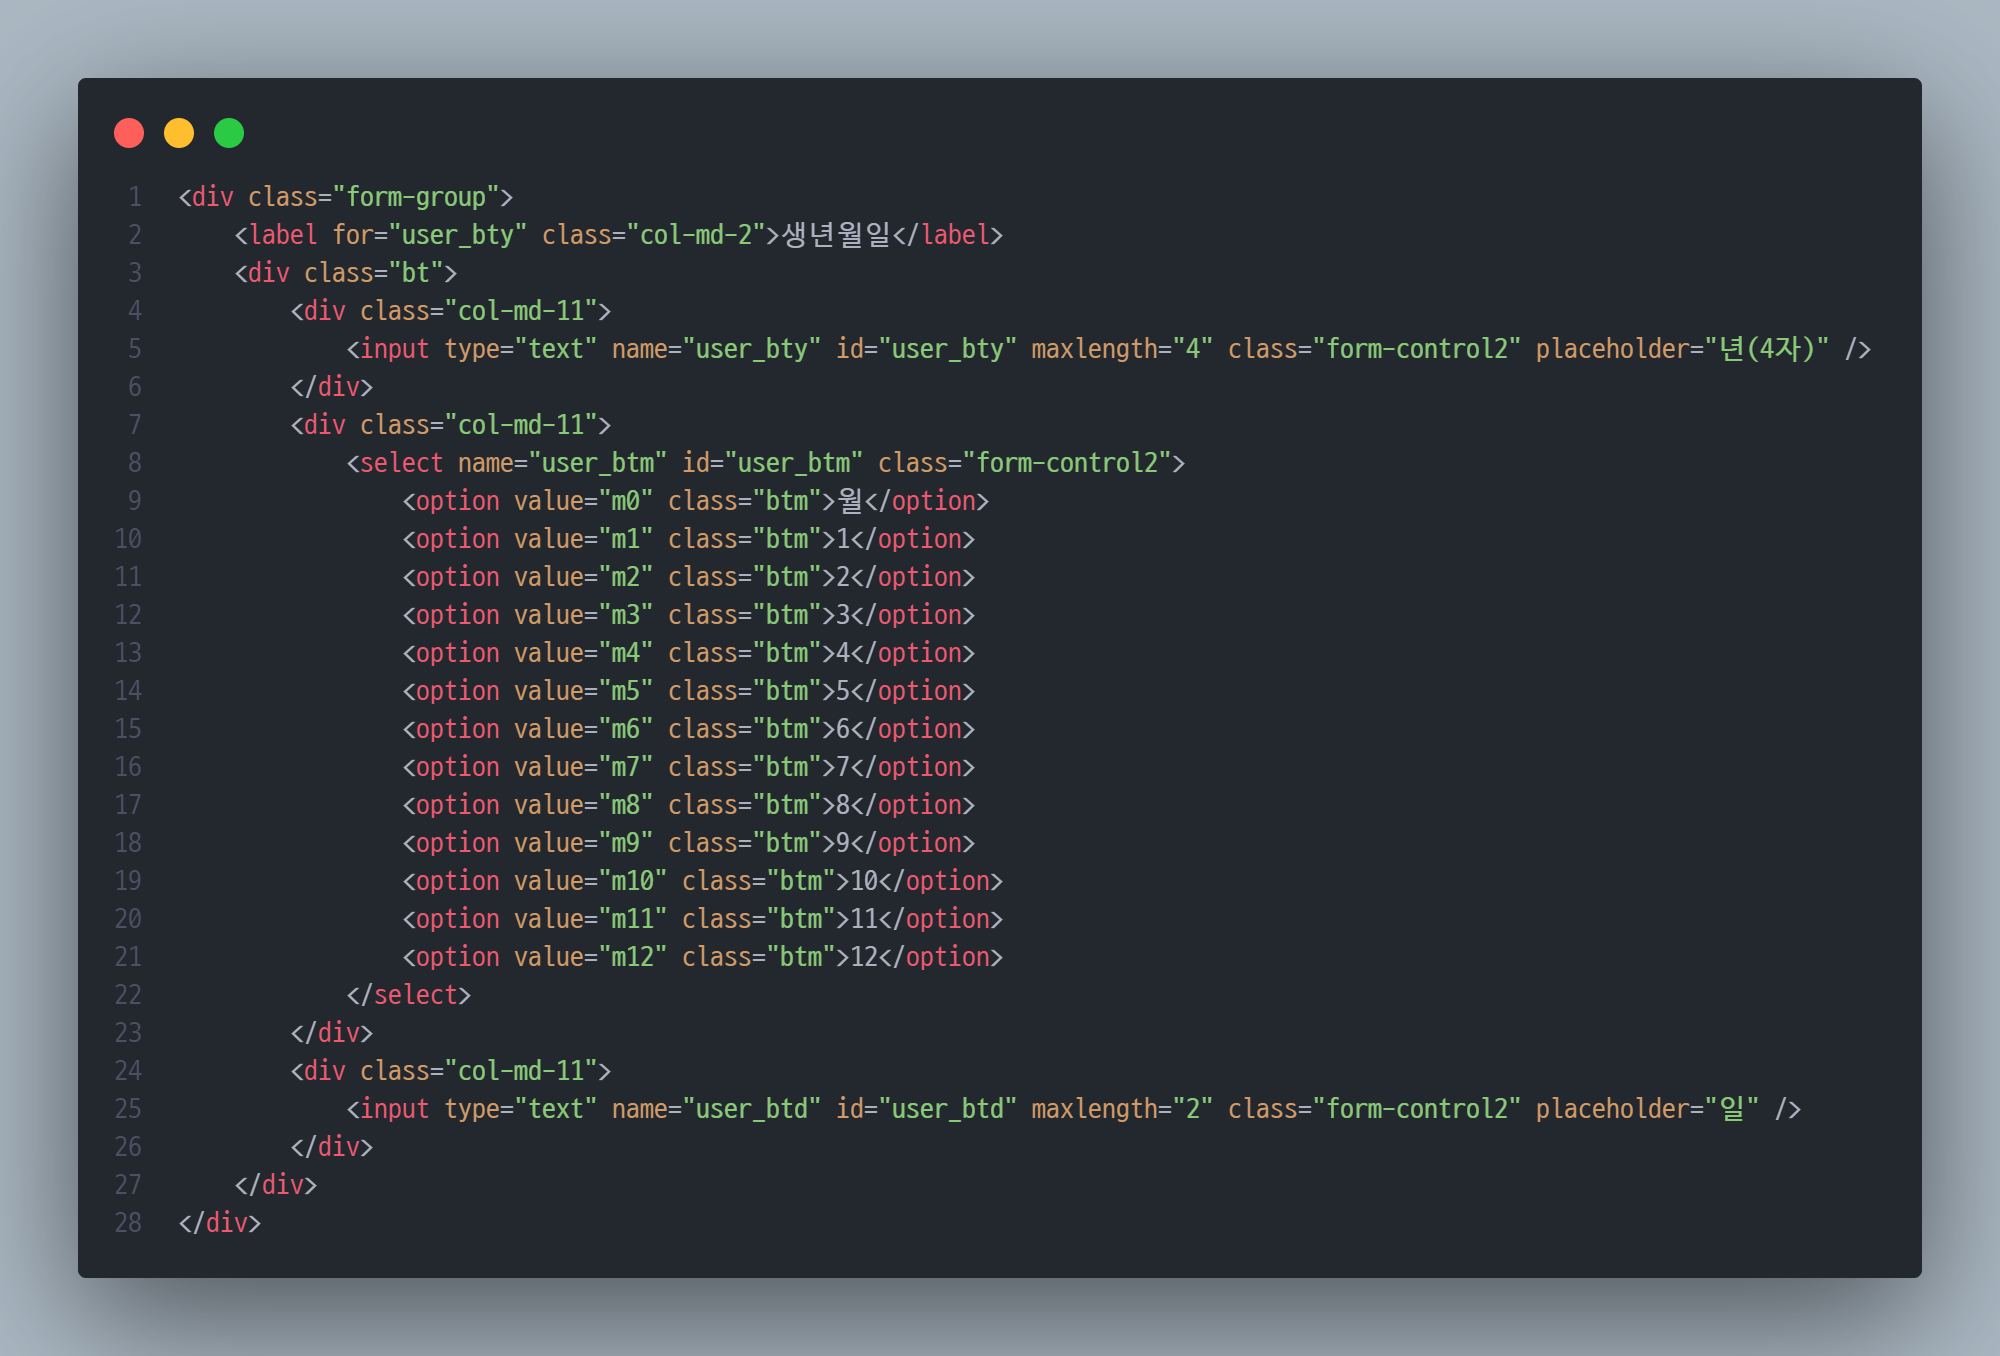 1 <div class="form-group">
2     <label for="user_bty" class="col-md-2">생년월일</label>
3     <div class="bt">
4         <div class="col-md-11">
5             <input type="text" name="user_bty" id="user_bty" maxlength="4" class="form-control2" placeholder="년(4자)" />
6         </div>
7         <div class="col-md-11">
8             <select name="user_btm" id="user_btm" class="form-control2">
9                 <option value="m0" class="btm">월</option>
10                 <option value="m1" class="btm">1</option>
11                 <option value="m2" class="btm">2</option>
12                 <option value="m3" class="btm">3</option>
13                 <option value="m4" class="btm">4</option>
14                 <option value="m5" class="btm">5</option>
15                 <option value="m6" class="btm">6</option>
16                 <option value="m7" class="btm">7</option>
17                 <option value="m8" class="btm">8</option>
18                 <option value="m9" class="btm">9</option>
19                 <option value="m10" class="btm">10</option>
20                 <option value="m11" class="btm">11</option>
21                 <option value="m12" class="btm">12</option>
22             </select>
23         </div>
24         <div class="col-md-11">
25             <input type="text" name="user_btd" id="user_btd" maxlength="2" class="form-control2" placeholder="일" />
26         </div>
27     </div>
28 </div>